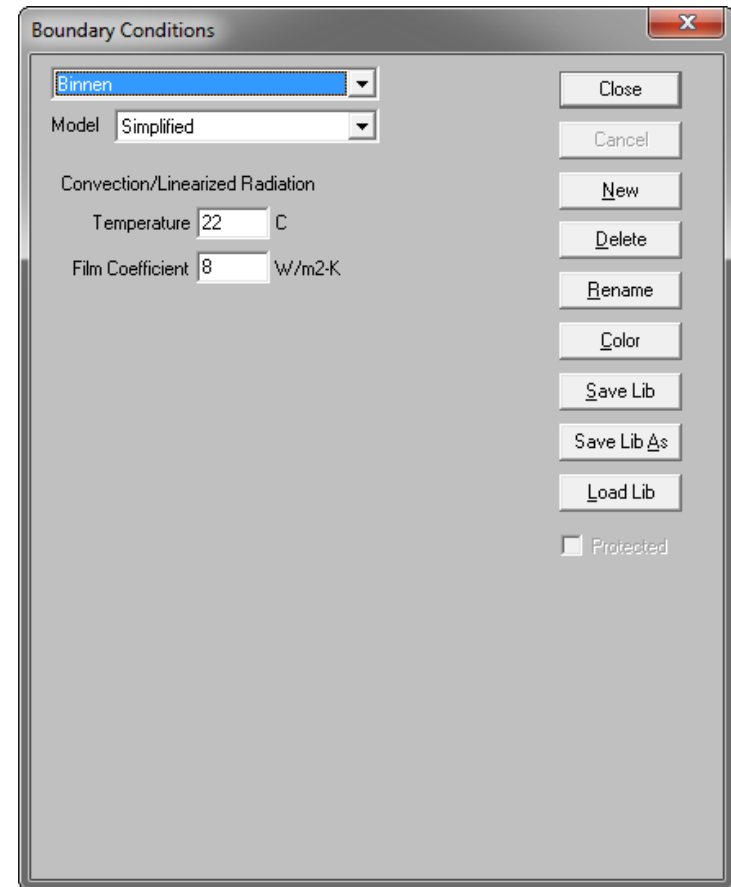 Boundary Conditions
Binnen
Model Simplified
Convection/Linearized Radiation
Temperature 22 C
Film Coefficient 8 W/m2-K
Close
Cancel
New
Delete
Rename
Color
Save Lib
Save Lib As
Load Lib
Protected